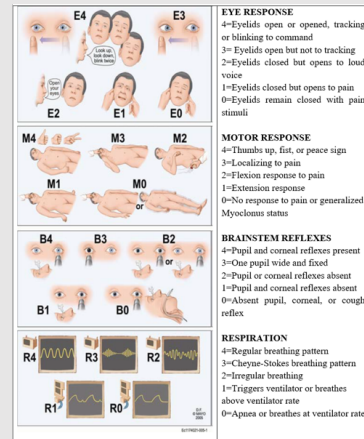 E4
E3
Look up,
look down,
blink twice
Open
your
eyes
E2
E1
E0
EYE RESPONSE
4=Eyelids open or opened, tracking
or blinking to command
3= Eyelids open but not to tracking
2=Eyelids closed but opens to loud
voice
1=Eyelids closed but opens to pain
0=Eyelids remain closed with pain
stimuli
M4
M3
M2
M1
M0
or
MOTOR RESPONSE
4=Thumbs up, fist, or peace sign
3=Localizing to pain
2=Flexion response to pain
1=Extension response
0=No response to pain or generalized
Myoclonus status
B4
B3
B2
or
B1
B0
BRAINSTEM REFLEXES
4=Pupil and corneal reflexes present
3=One pupil wide and fixed
2=Pupil or corneal reflexes absent
1=Pupil and corneal reflexes absent
0=Absent pupil, corneal, or cough
reflex
R4
R3
R2
R1
R0
RESPIRATION
4=Regular breathing pattern
3=Cheyne-Stokes breathing pattern
2=Irregular breathing
1=Triggers ventilator or breathes
above ventilator rate
0=Apnea or breathes at ventilator rate